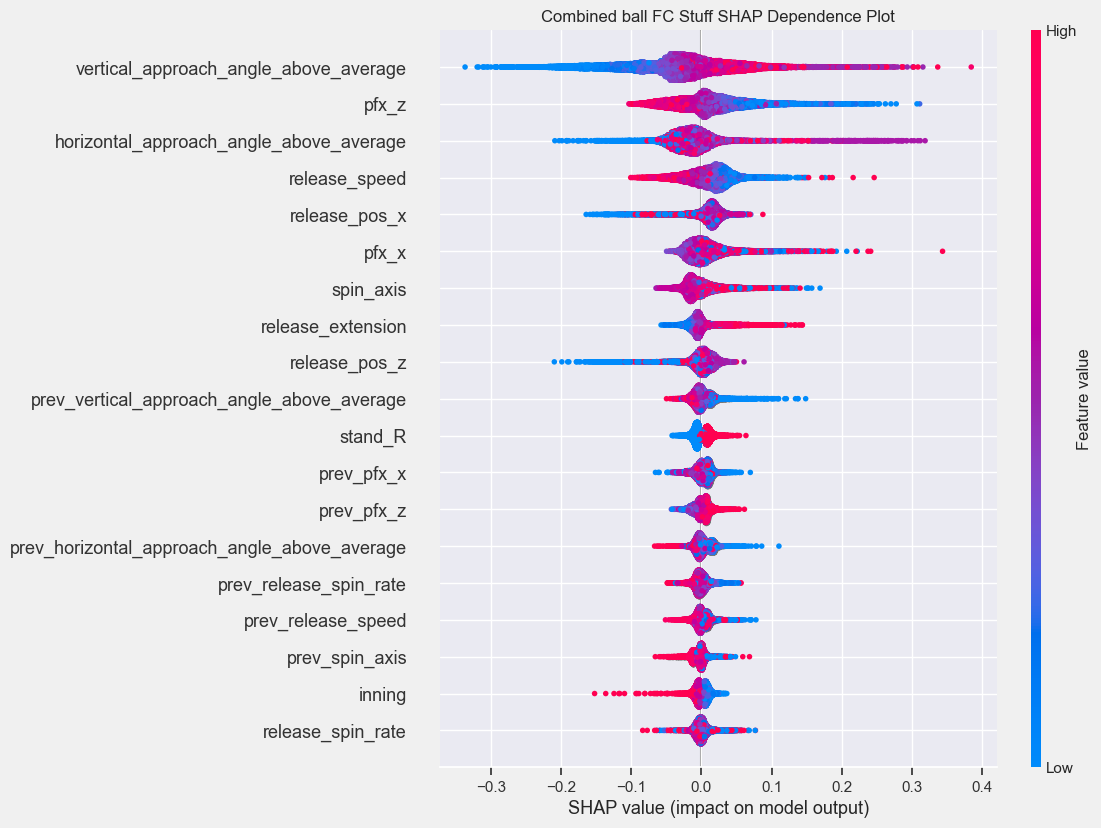 Combined ball FC Stuff SHAP Dependence Plot
High
vertical_approach_angle_above_average
pfx_z
horizontal_approach_angle_above_average
release_speed
release_pos_x
pfx_x
spin_axis
release_extension
release_pos_z
prev_vertical_approach_angle_above_average
stand_R
prev_pfx_x
prev_pfx_z
prev_horizontal_approach_angle_above_average
prev_release_spin_rate
prev_release_speed
prev_spin_axis
inning
release_spin_rate
Feature value
Low
−0.3 −0.2 −0.1 0.0 0.1 0.2 0.3 0.4
SHAP value (impact on model output)